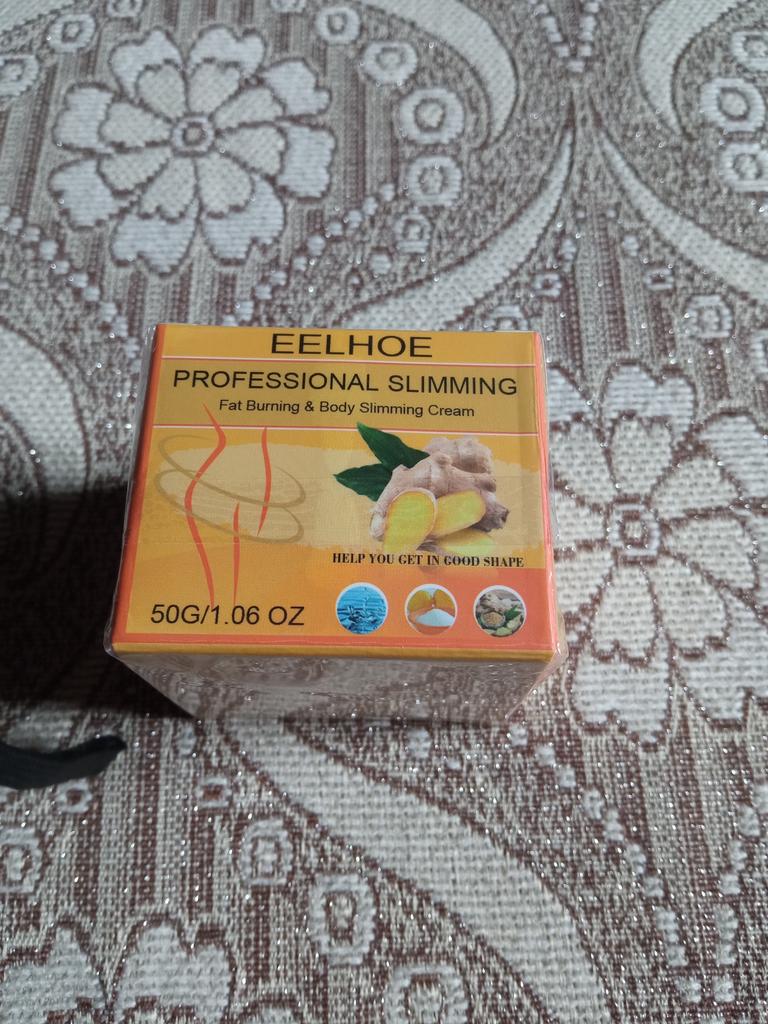 EELHOE
PROFESSIONAL SLIMMING
Fat Burning & Body Slimming Cream
HELP YOU GET IN GOOD SHAPE
50G/1.06 OZ